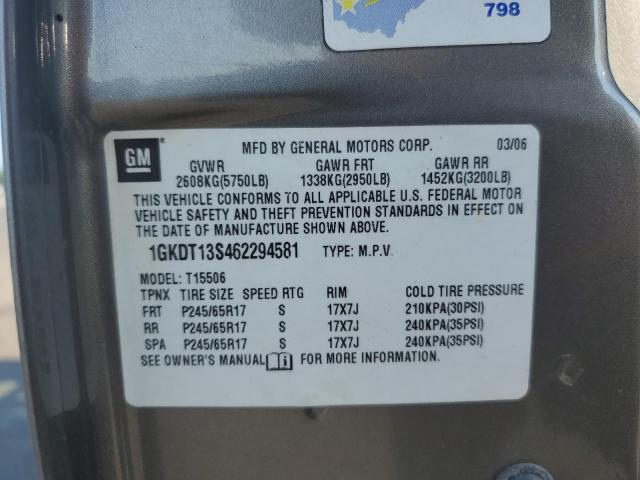 798
GM
MFD BY GENERAL MOTORS CORP. 03/06
GVWR GAWR FRT GAWR RR
2608KG(5750LB) 1338KG(2950LB) 1452KG(3200LB)
THIS VEHICLE CONFORMS TO ALL APPLICABLE U.S. FEDERAL MOTOR
VEHICLE SAFETY AND THEFT PREVENTION STANDARDS IN EFFECT ON
THE DATE OF MANUFACTURE SHOWN ABOVE.
1GKDT13S462294581 TYPE: M.P.V.
MODEL: T15506
TPNX TIRE SIZE SPEED RTG RIM COLD TIRE PRESSURE
FRT P245/65R17 S 17X7J 210KPA(30PSI)
RR P245/65R17 S 17X7J 240KPA(35PSI)
SPA P245/65R17 S 17X7J 240KPA(35PSI)
SEE OWNER'S MANUAL FOR MORE INFORMATION.